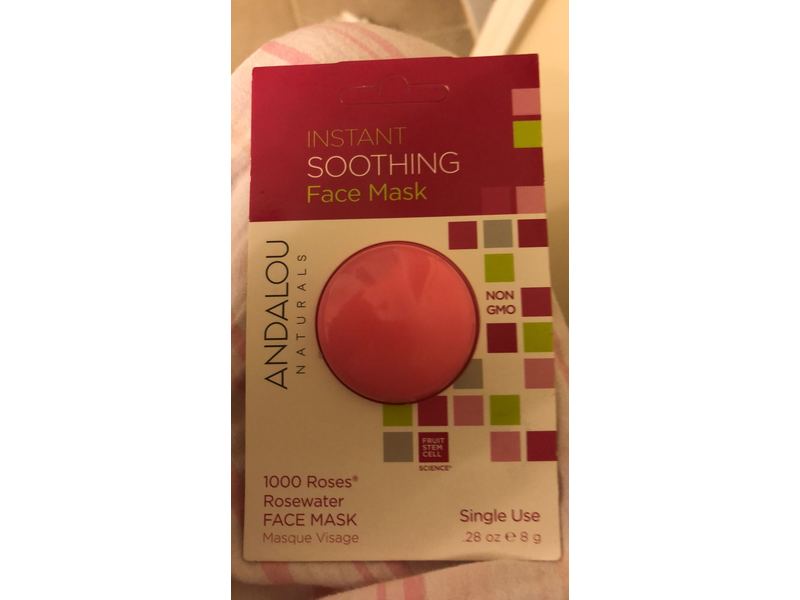 INSTANT
SOOTHING
Face Mask
ANDALOU
NATURALS
NON
GMO
FRUIT
STEM
CELL
SCIENCE®
1000 Roses®
Rosewater
FACE MASK
Masque Visage
Single Use
.28 oz ℮ 8 g